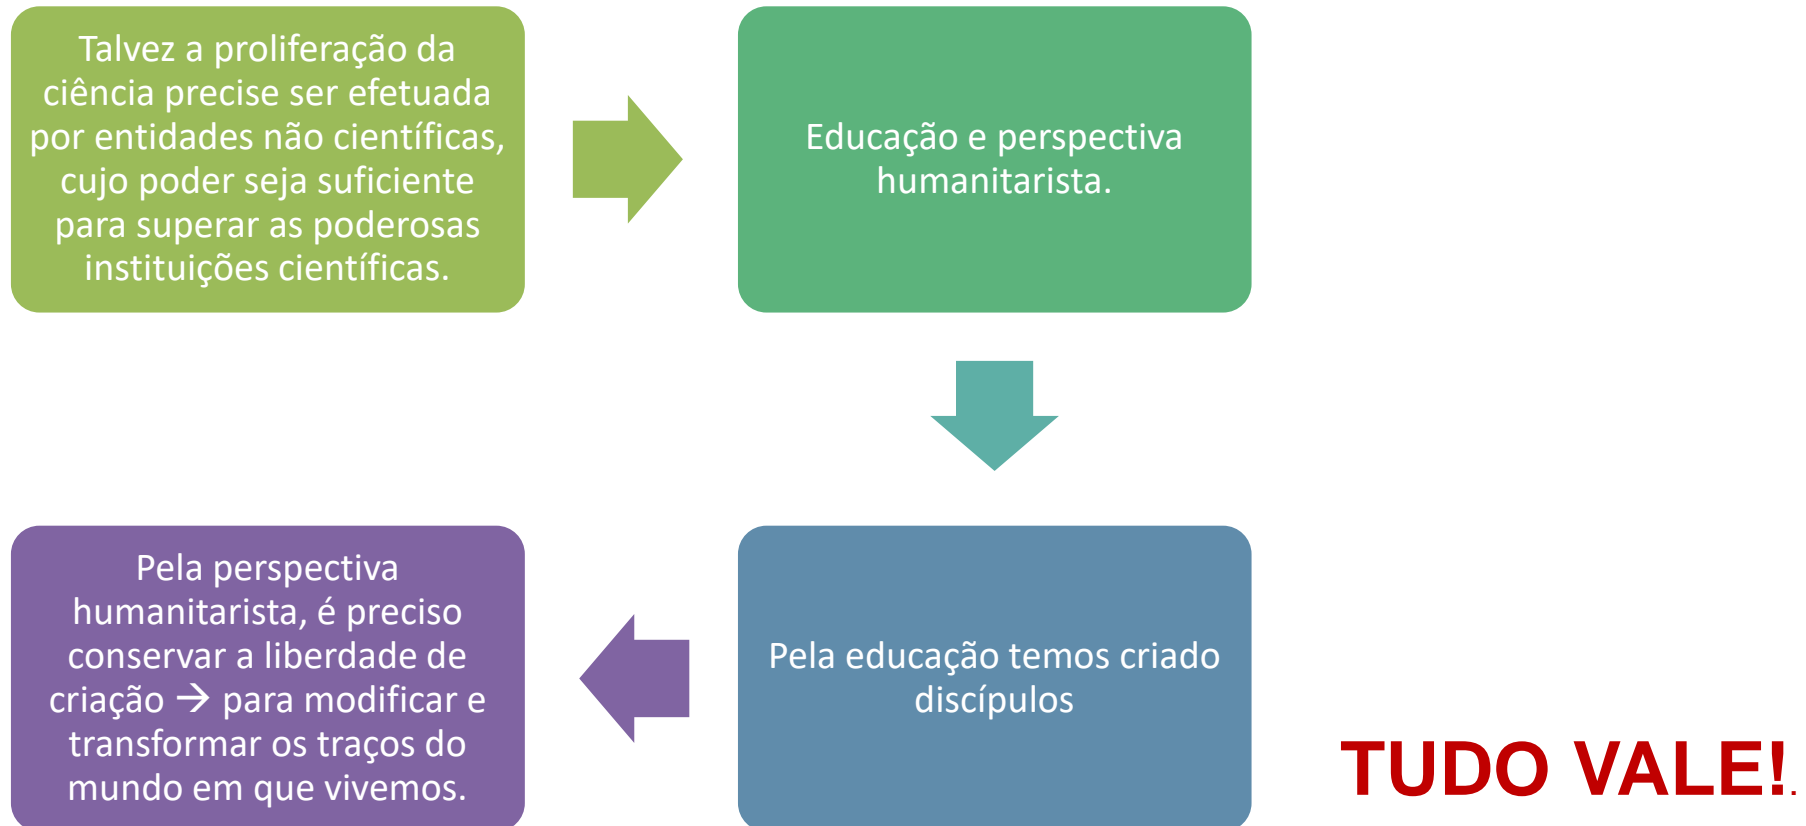 Talvez a proliferação da
ciência precise ser efetuada
por entidades não científicas,
cujo poder seja suficiente
para superar as poderosas
instituições científicas.
Educação e perspectiva
humanitarista.
Pela educação temos criado
discípulos
Pela perspectiva
humanitarista, é preciso
conservar a liberdade de
criação → para modificar e
transformar os traços do
mundo em que vivemos.
TUDO VALE!.